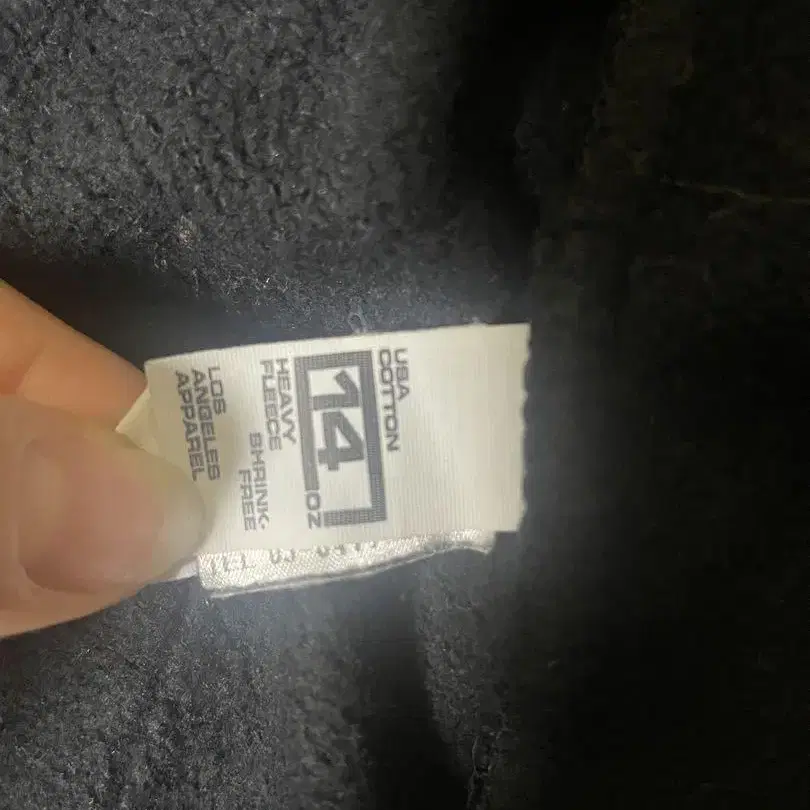 USA
COTTON
14
OZ
HEAVY
FLEECE
SHRINK-
FREE
LOS
ANGELES
APPAREL